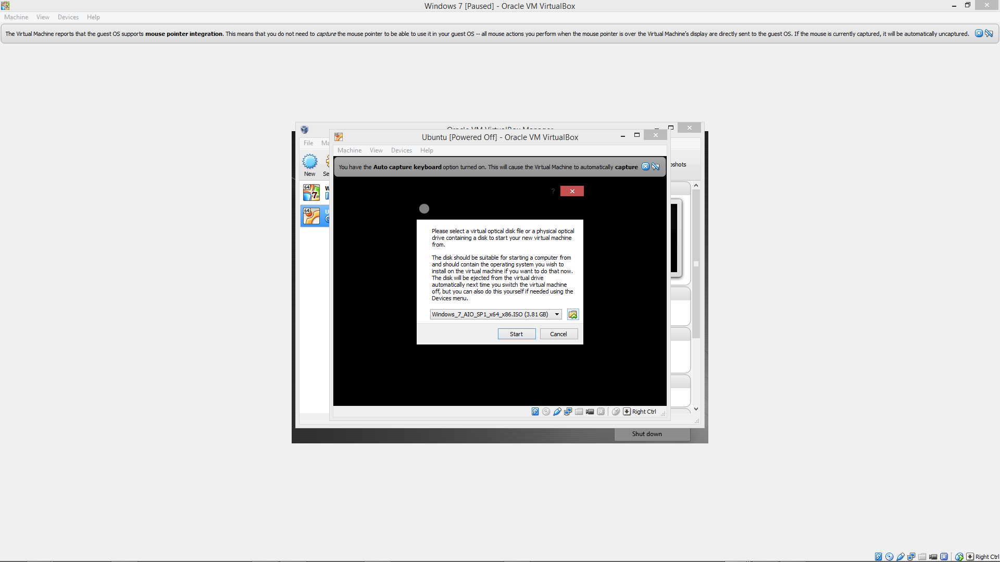 Windows 7 [Paused] - Oracle VM VirtualBox
Machine View Devices Help
The Virtual Machine reports that the guest OS supports mouse pointer integration. This means that you do not need to capture the mouse pointer to be able to use it in your guest OS -- all mouse actions you perform when the mouse pointer is over the Virtual Machine's display are directly sent to the guest OS. If the mouse is currently captured, it will be automatically uncaptured.
Oracle VM VirtualBox Manager
File Ma
New Se
pshots
64 7 W
64 U
Ubuntu [Powered Off] - Oracle VM VirtualBox
Machine View Devices Help
You have the Auto capture keyboard option turned on. This will cause the Virtual Machine to automatically capture
?
Please select a virtual optical disk file or a physical optical
drive containing a disk to start your new virtual machine
from.
The disk should be suitable for starting a computer from
and should contain the operating system you wish to
install on the virtual machine if you want to do that now.
The disk will be ejected from the virtual drive
automatically next time you switch the virtual machine
off, but you can also do this yourself if needed using the
Devices menu.
Windows_7_AIO_SP1_x64_x86.ISO (3.81 GB)
Start Cancel
Right Ctrl
Shut down
Right Ctrl